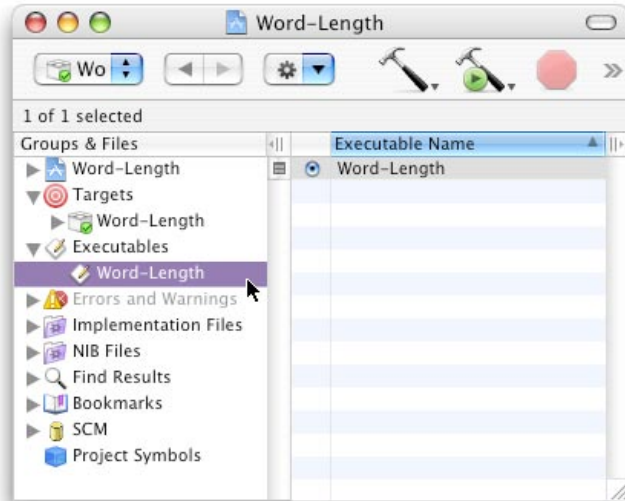 Word-Length
Wo
1 of 1 selected
Groups & Files
Executable Name
Word-Length
Word-Length
Targets
Word-Length
Executables
Word-Length
Errors and Warnings
Implementation Files
NIB Files
Find Results
Bookmarks
SCM
Project Symbols